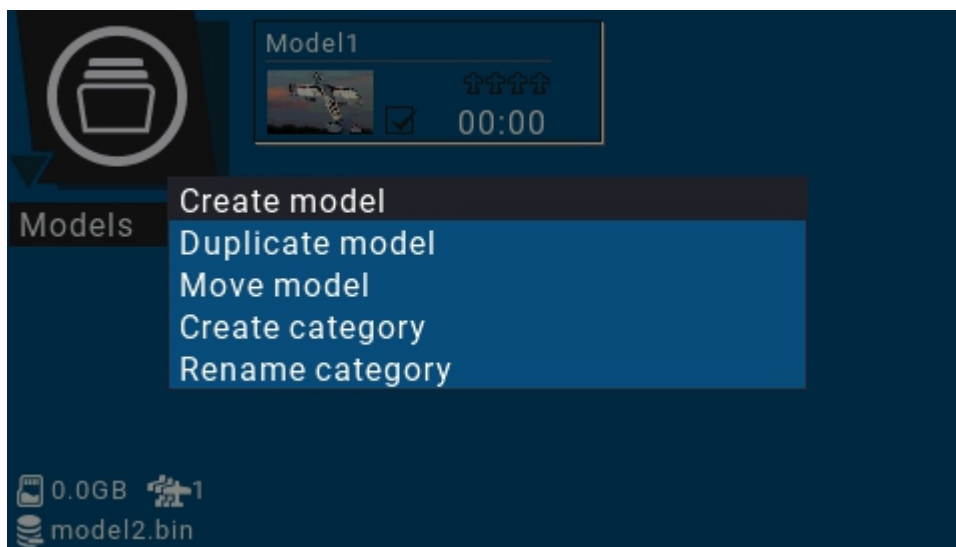 Model1
00:00
Models
Create model
Duplicate model
Move model
Create category
Rename category
0.0GB 1
model2.bin